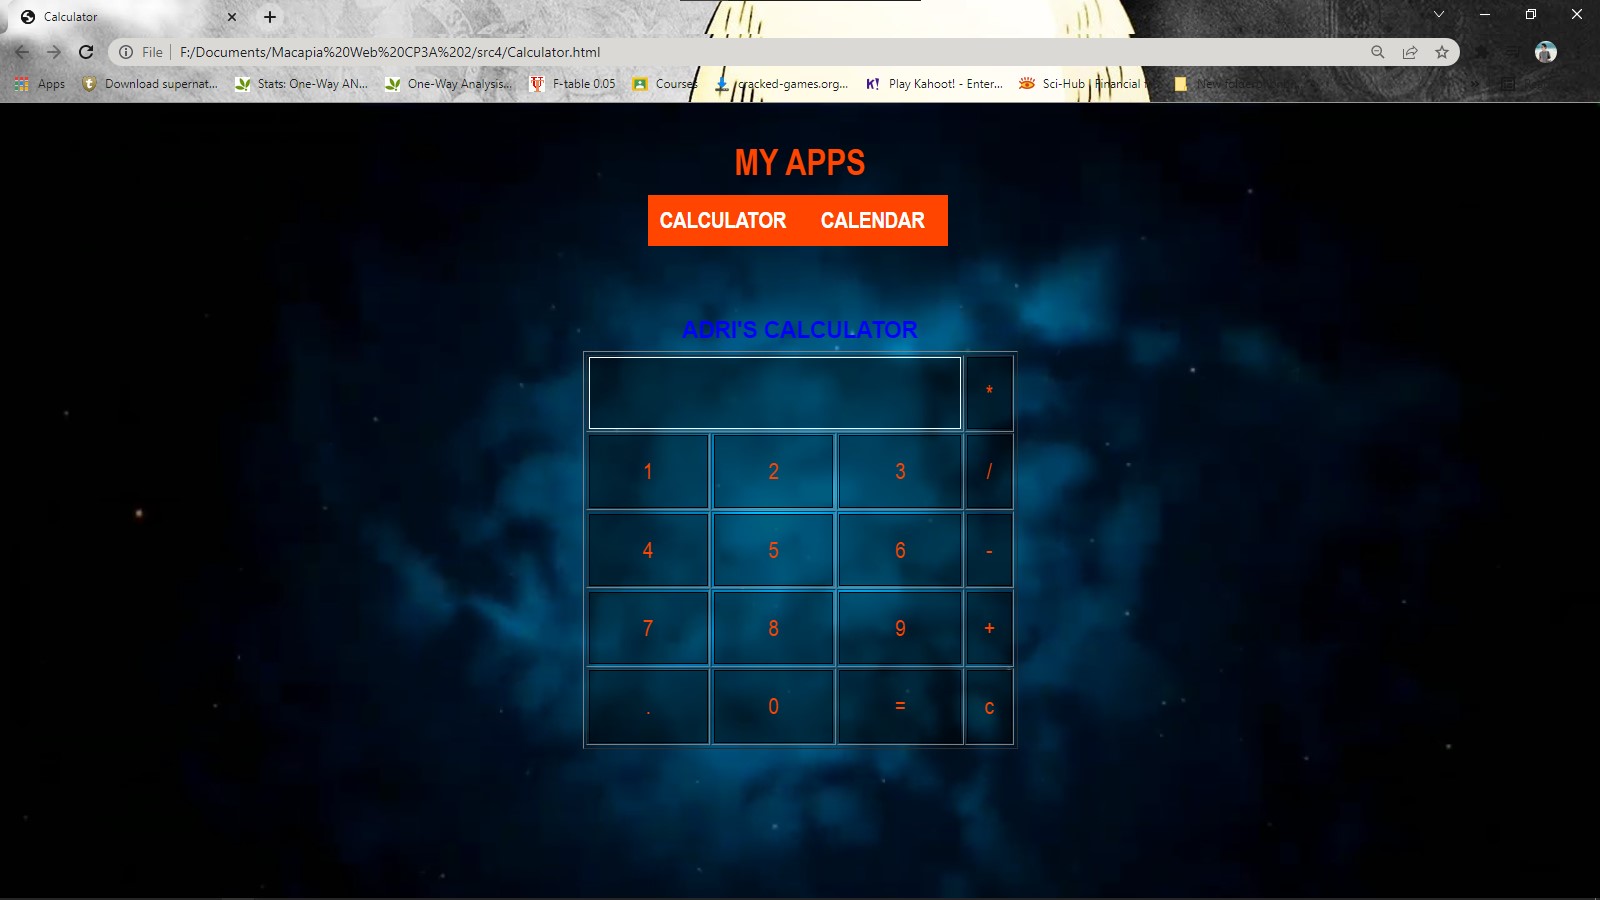 Calculator
File F:/Documents/Macapia%20Web%20CP3A%202/src4/Calculator.html
Apps Download supernat... Stats: One-Way AN... One-Way Analysis... F-table 0.05 Courses cracked-games.org... Play Kahoot! - Enter... Sci-Hub | Financial New folder
MY APPS
CALCULATOR CALENDAR
ADRI'S CALCULATOR
*
1 2 3 /
4 5 6 -
7 8 9 +
. 0 = c